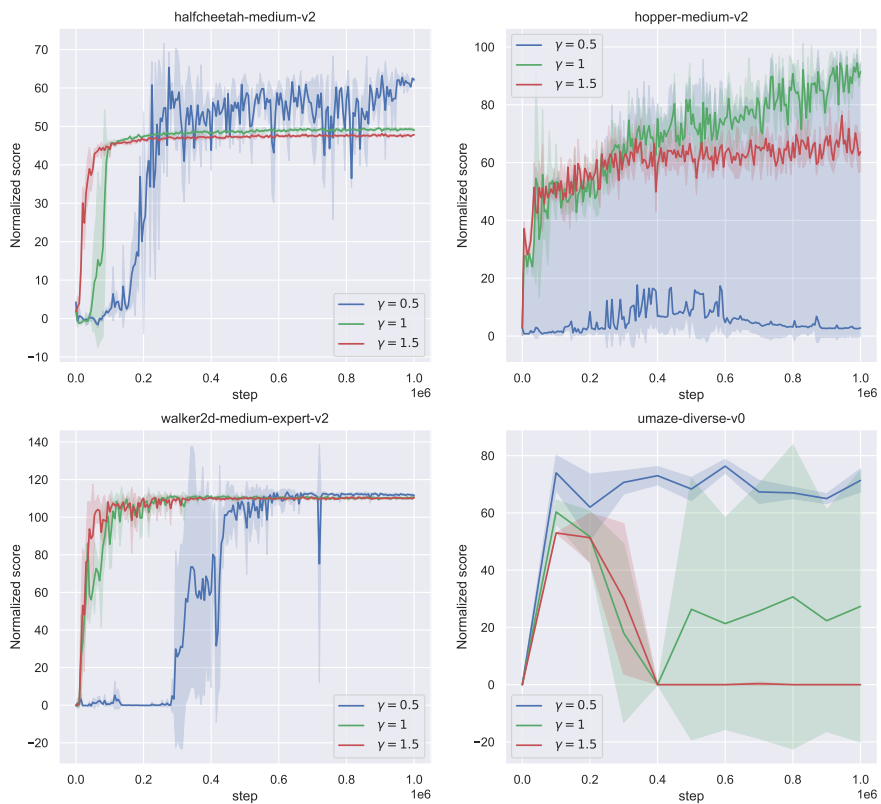 halfcheetah-medium-v2
Normalized score
70
60
50
40
30
20
10
0
−10
γ = 0.5
γ = 1
γ = 1.5
0.0 0.2 0.4 0.6 0.8 1.0
step
1e6
hopper-medium-v2
Normalized score
100
80
60
40
20
0
γ = 0.5
γ = 1
γ = 1.5
0.0 0.2 0.4 0.6 0.8 1.0
step
1e6
walker2d-medium-expert-v2
Normalized score
140
120
100
80
60
40
20
0
−20
γ = 0.5
γ = 1
γ = 1.5
0.0 0.2 0.4 0.6 0.8 1.0
step
1e6
umaze-diverse-v0
Normalized score
80
60
40
20
0
−20
γ = 0.5
γ = 1
γ = 1.5
0.0 0.2 0.4 0.6 0.8 1.0
step
1e6